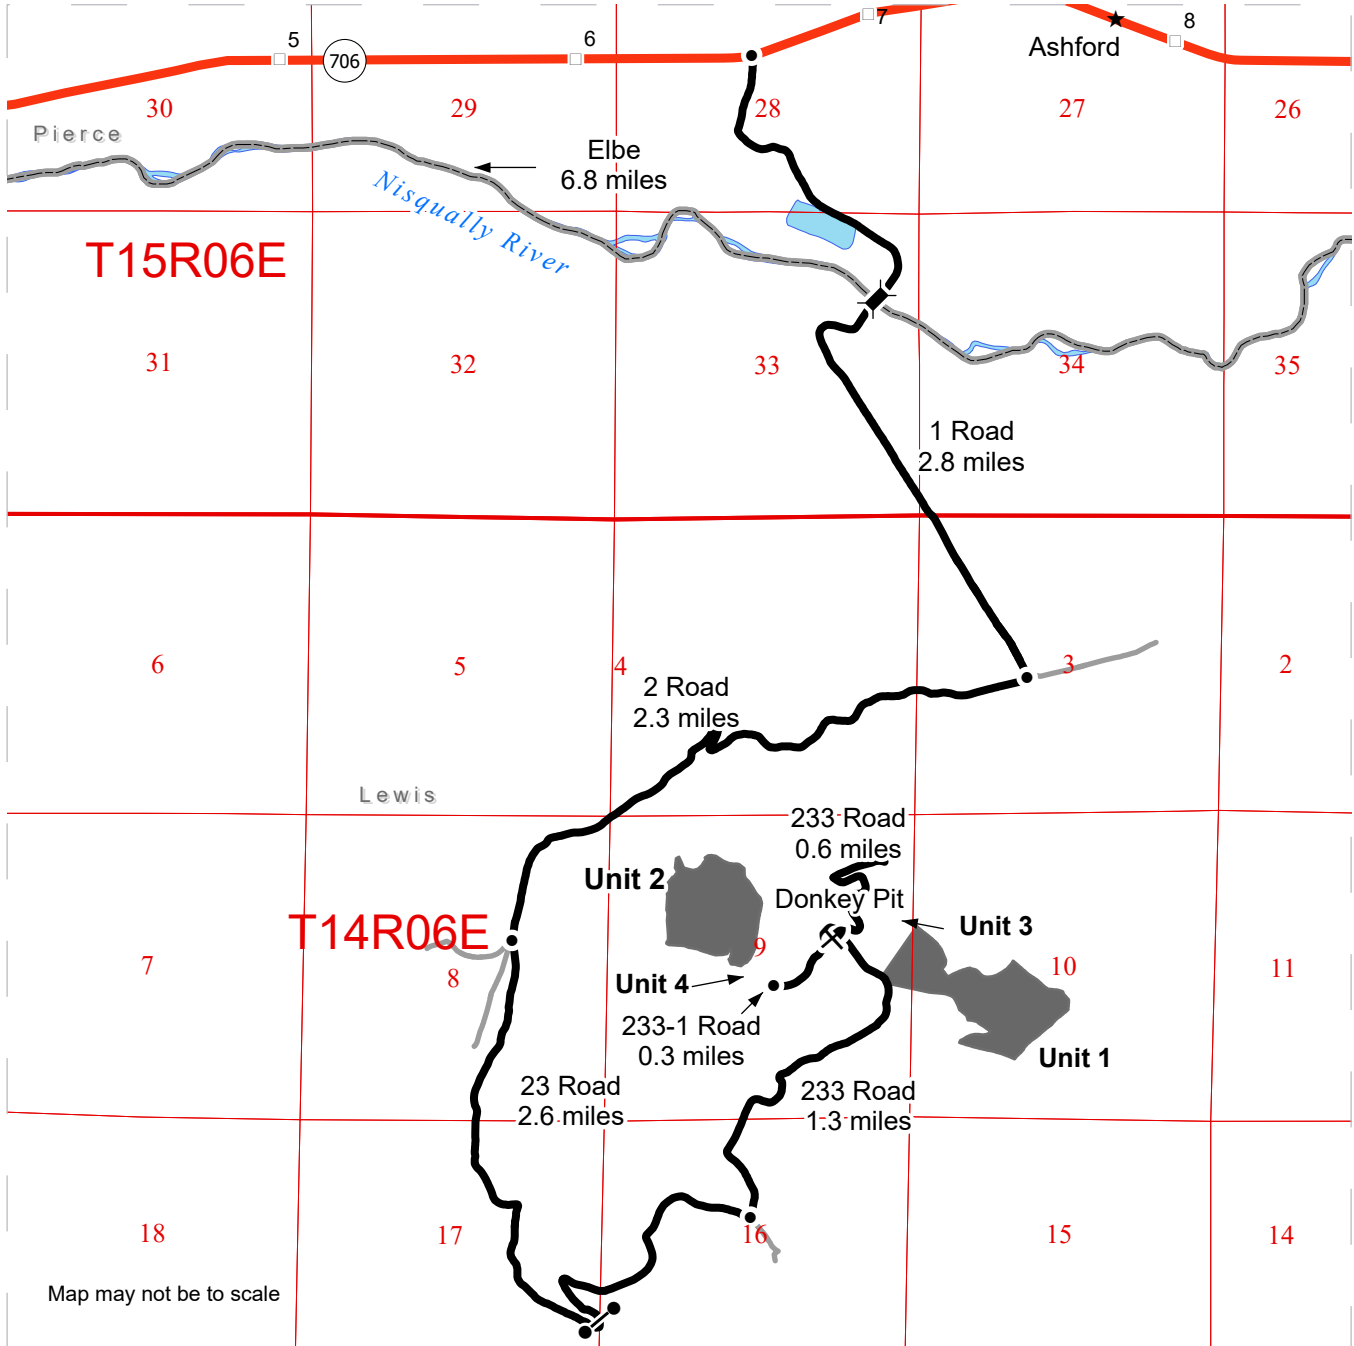 5
706
6
7
8
Ashford
30
29
28
27
26
Pierce
Elbe
6.8 miles
Nisqually River
T15R06E
31
32
33
34
35
1 Road
2.8 miles
6
5
4
3
2
2 Road
2.3 miles
Lewis
233 Road
0.6 miles
Unit 2
Donkey Pit
T14R06E
Unit 3
7
8
9
10
11
Unit 4
233-1 Road
0.3 miles
Unit 1
23 Road
2.6 miles
233 Road
1.3 miles
18
17
16
15
14
Map may not be to scale